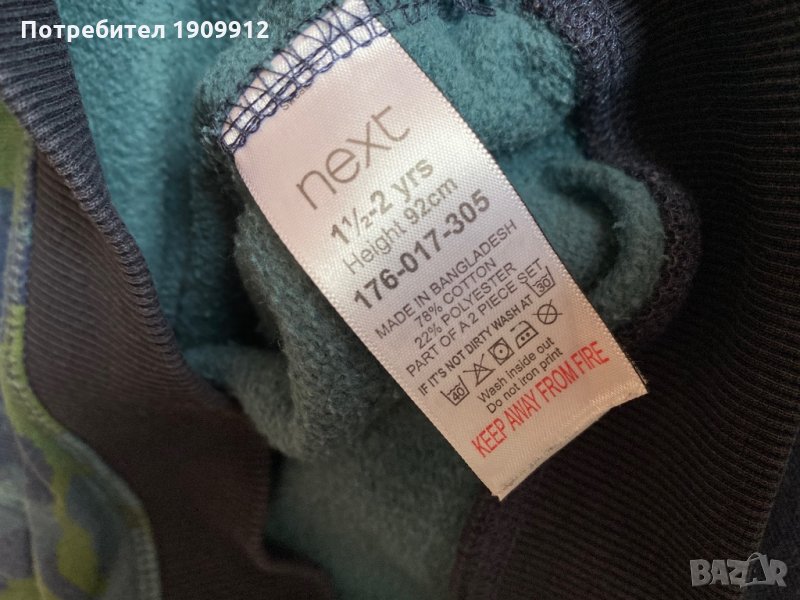 Потребител 1909912
next
1½-2 yrs
Height 92cm
176-017-305
MADE IN BANGLADESH
78% COTTON
22% POLYESTER
PART OF A 2 PIECE SET
IF IT'S NOT DIRTY WASH AT 30
40
Wash inside out
Do not iron print
KEEP AWAY FROM FIRE
BAZAR